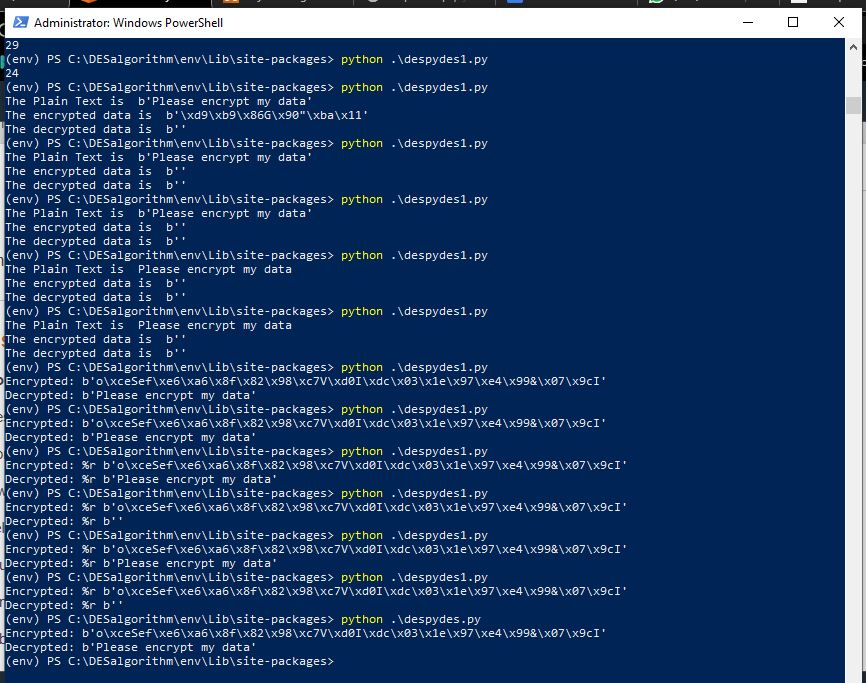 Administrator: Windows PowerShell
29
(env) PS C:\DESalgorithm\env\Lib\site-packages> python .\despydes1.py
24
(env) PS C:\DESalgorithm\env\Lib\site-packages> python .\despydes1.py
The Plain Text is  b'Please encrypt my data'
The encrypted data is  b'\xd9\xb9\x86G\x90"\xba\x11'
The decrypted data is  b''
(env) PS C:\DESalgorithm\env\Lib\site-packages> python .\despydes1.py
The Plain Text is  b'Please encrypt my data'
The encrypted data is  b''
The decrypted data is  b''
(env) PS C:\DESalgorithm\env\Lib\site-packages> python .\despydes1.py
The Plain Text is  b'Please encrypt my data'
The encrypted data is  b''
The decrypted data is  b''
(env) PS C:\DESalgorithm\env\Lib\site-packages> python .\despydes1.py
The Plain Text is  Please encrypt my data
The encrypted data is  b''
The decrypted data is  b''
(env) PS C:\DESalgorithm\env\Lib\site-packages> python .\despydes1.py
The Plain Text is  Please encrypt my data
The encrypted data is  b''
The decrypted data is  b''
(env) PS C:\DESalgorithm\env\Lib\site-packages> python .\despydes1.py
Encrypted: b'o\xceSef\xe6\xa6\x8f\x82\x98\xc7V\xd0I\xdc\x03\x1e\x97\xe4\x99&\x07\x9cI'
Decrypted: b'Please encrypt my data'
(env) PS C:\DESalgorithm\env\Lib\site-packages> python .\despydes1.py
Encrypted: b'o\xceSef\xe6\xa6\x8f\x82\x98\xc7V\xd0I\xdc\x03\x1e\x97\xe4\x99&\x07\x9cI'
Decrypted: b'Please encrypt my data'
(env) PS C:\DESalgorithm\env\Lib\site-packages> python .\despydes1.py
Encrypted: %r b'o\xceSef\xe6\xa6\x8f\x82\x98\xc7V\xd0I\xdc\x03\x1e\x97\xe4\x99&\x07\x9cI'
Decrypted: %r b'Please encrypt my data'
(env) PS C:\DESalgorithm\env\Lib\site-packages> python .\despydes1.py
Encrypted: %r b'o\xceSef\xe6\xa6\x8f\x82\x98\xc7V\xd0I\xdc\x03\x1e\x97\xe4\x99&\x07\x9cI'
Decrypted: %r b''
(env) PS C:\DESalgorithm\env\Lib\site-packages> python .\despydes1.py
Encrypted: %r b'o\xceSef\xe6\xa6\x8f\x82\x98\xc7V\xd0I\xdc\x03\x1e\x97\xe4\x99&\x07\x9cI'
Decrypted: %r b'Please encrypt my data'
(env) PS C:\DESalgorithm\env\Lib\site-packages> python .\despydes1.py
Encrypted: %r b'o\xceSef\xe6\xa6\x8f\x82\x98\xc7V\xd0I\xdc\x03\x1e\x97\xe4\x99&\x07\x9cI'
Decrypted: %r b''
(env) PS C:\DESalgorithm\env\Lib\site-packages> python .\despydes.py
Encrypted: b'o\xceSef\xe6\xa6\x8f\x82\x98\xc7V\xd0I\xdc\x03\x1e\x97\xe4\x99&\x07\x9cI'
Decrypted: b'Please encrypt my data'
(env) PS C:\DESalgorithm\env\Lib\site-packages>